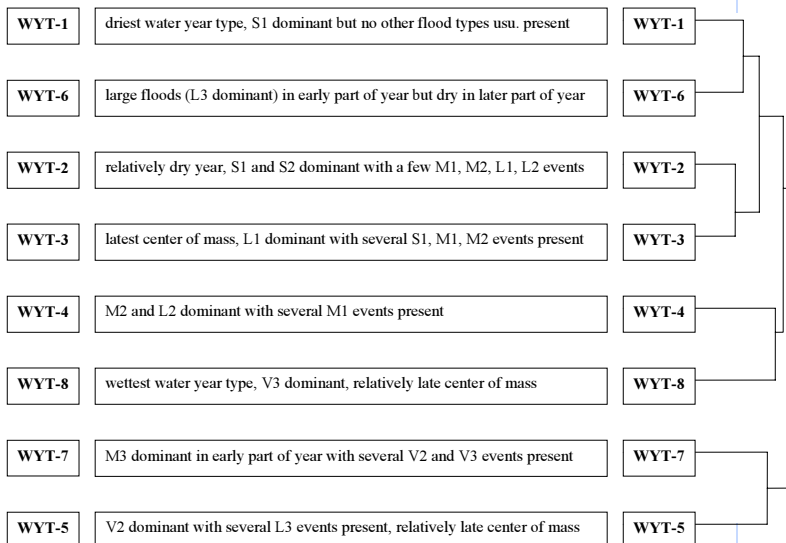 WYT-1 driest water year type, S1 dominant but no other flood types usu. present WYT-1
WYT-6 large floods (L3 dominant) in early part of year but dry in later part of year WYT-6
WYT-2 relatively dry year, S1 and S2 dominant with a few M1, M2, L1, L2 events WYT-2
WYT-3 latest center of mass, L1 dominant with several S1, M1, M2 events present WYT-3
WYT-4 M2 and L2 dominant with several M1 events present WYT-4
WYT-8 wettest water year type, V3 dominant, relatively late center of mass WYT-8
WYT-7 M3 dominant in early part of year with several V2 and V3 events present WYT-7
WYT-5 V2 dominant with several L3 events present, relatively late center of mass WYT-5